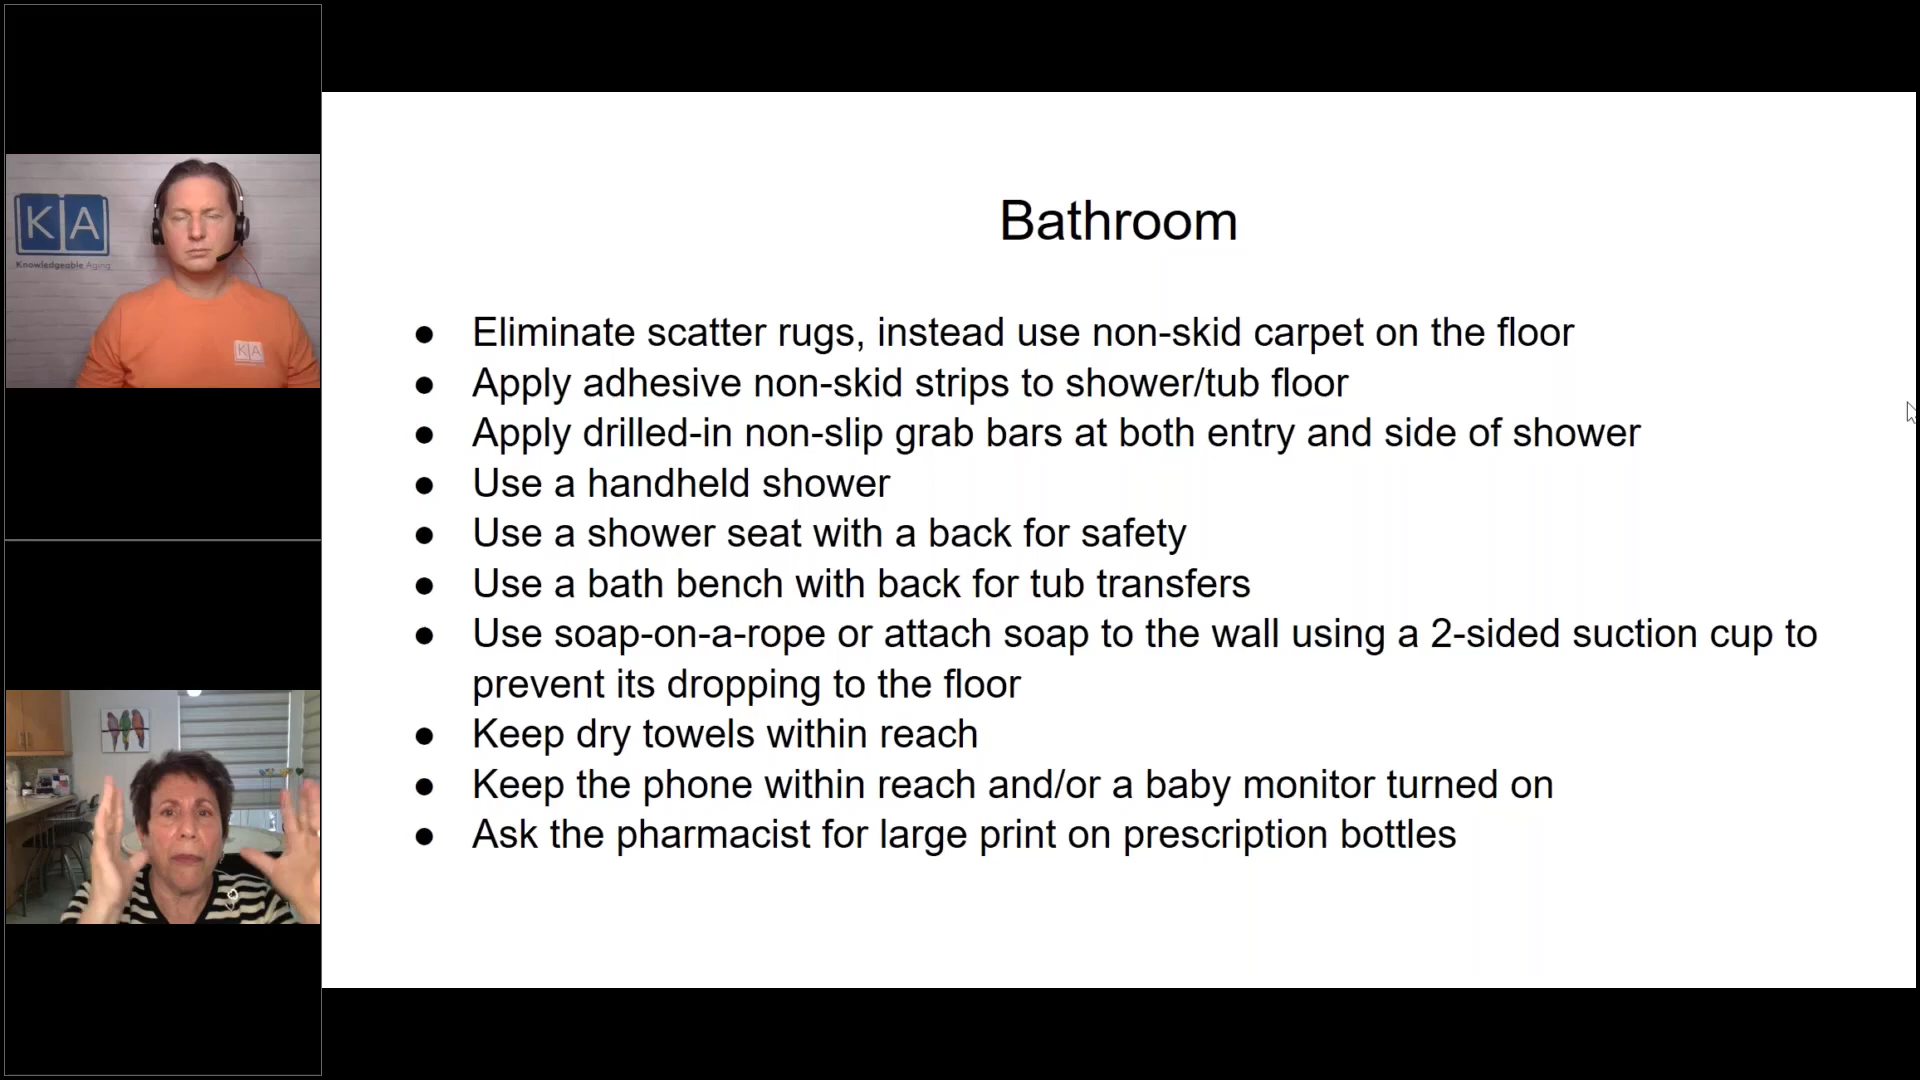 K A
Knowledgeable Aging
K A
Bathroom
● Eliminate scatter rugs, instead use non-skid carpet on the floor
● Apply adhesive non-skid strips to shower/tub floor
● Apply drilled-in non-slip grab bars at both entry and side of shower
● Use a handheld shower
● Use a shower seat with a back for safety
● Use a bath bench with back for tub transfers
● Use soap-on-a-rope or attach soap to the wall using a 2-sided suction cup to
prevent its dropping to the floor
● Keep dry towels within reach
● Keep the phone within reach and/or a baby monitor turned on
● Ask the pharmacist for large print on prescription bottles